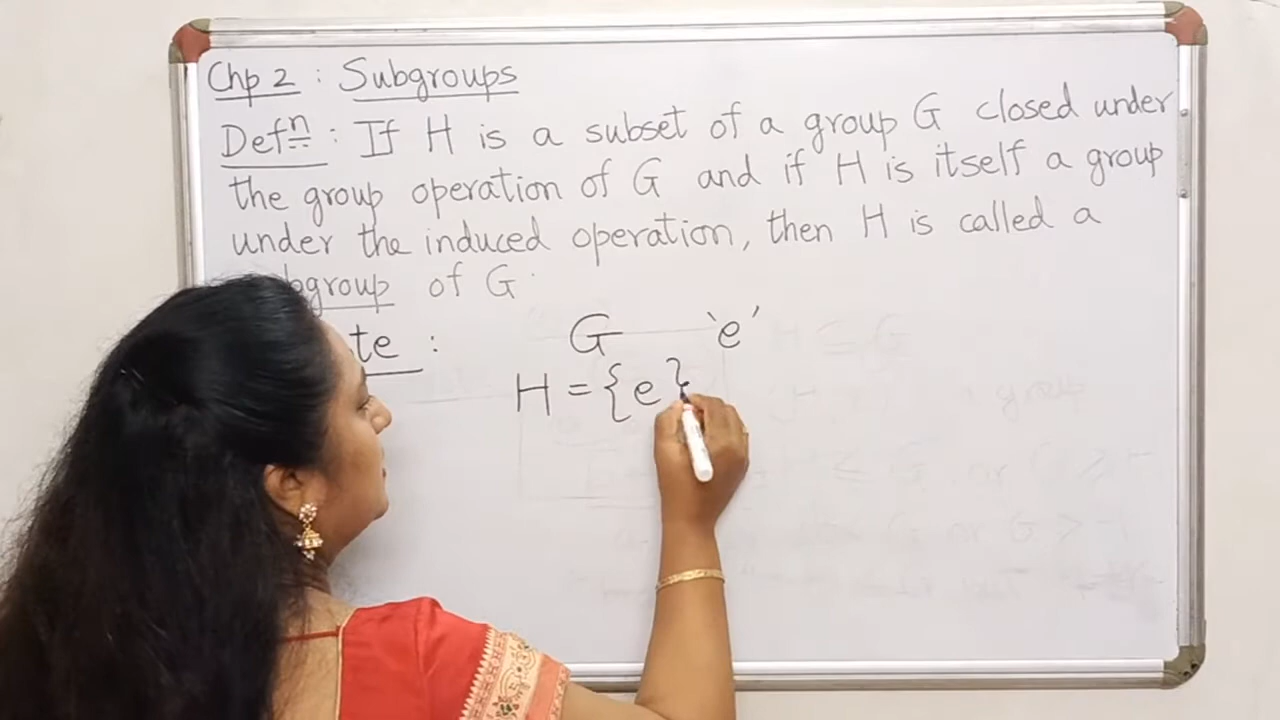 Chp 2 : Subgroups
Defn : If H is a subset of a group G closed under
the group operation of G and if H is itself a group
under the induced operation, then H is called a
bgroup of G.
te : G 'e'
H = {e}